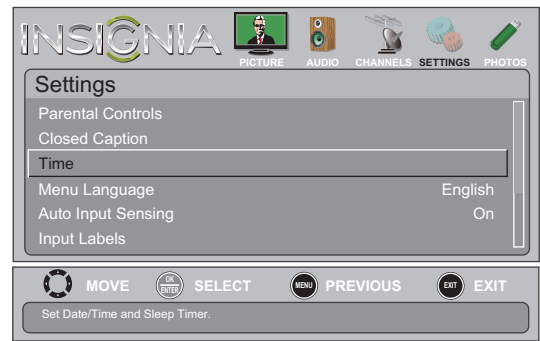 INSIGNIA
PICTURE AUDIO CHANNELS SETTINGS PHOTOS
Settings
Parental Controls
Closed Caption
Time
Menu Language English
Auto Input Sensing On
Input Labels
MOVE OK ENTER SELECT MENU PREVIOUS EXIT EXIT
Set Date/Time and Sleep Timer.